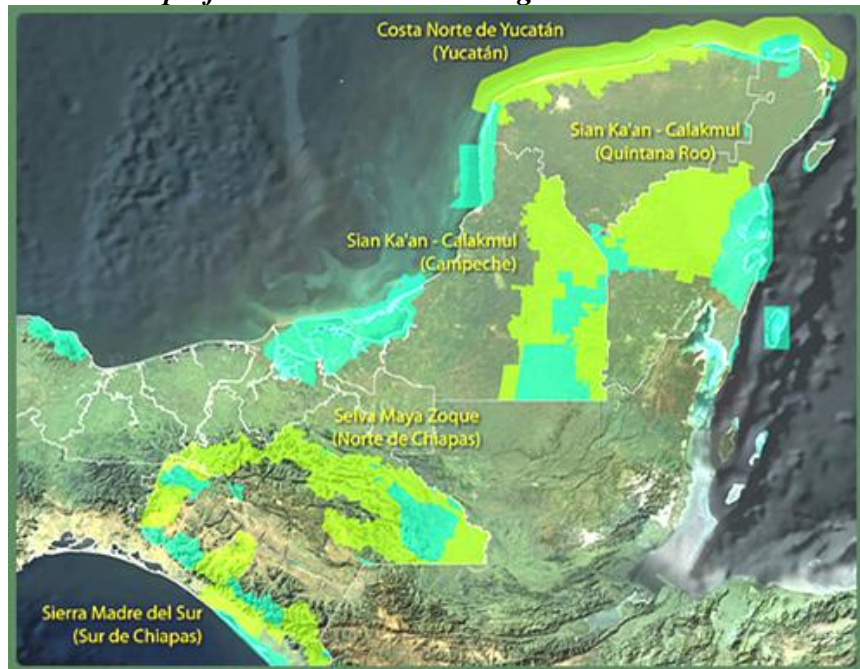 Costa Norte de Yucatán
(Yucatán)
Sian Ka'an - Calakmul
(Quintana Roo)
Sian Ka'an - Calakmul
(Campeche)
Selva Maya Zoque
(Norte de Chiapas)
Sierra Madre del Sur
(Sur de Chiapas)